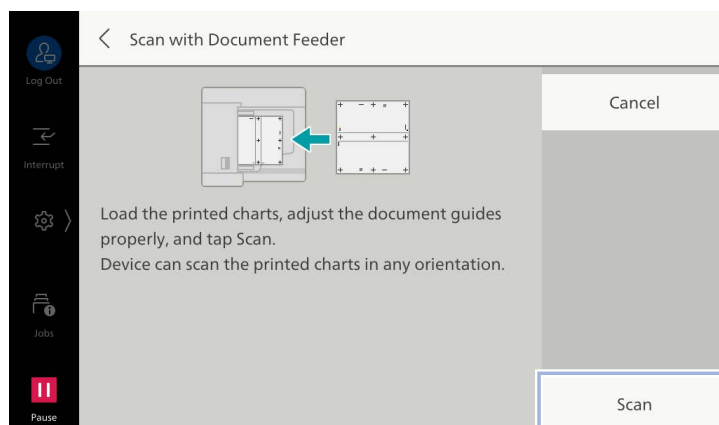 Scan with Document Feeder
Log Out
Cancel
Interrupt
Load the printed charts, adjust the document guides
properly, and tap Scan.
Device can scan the printed charts in any orientation.
Jobs
Scan
Pause